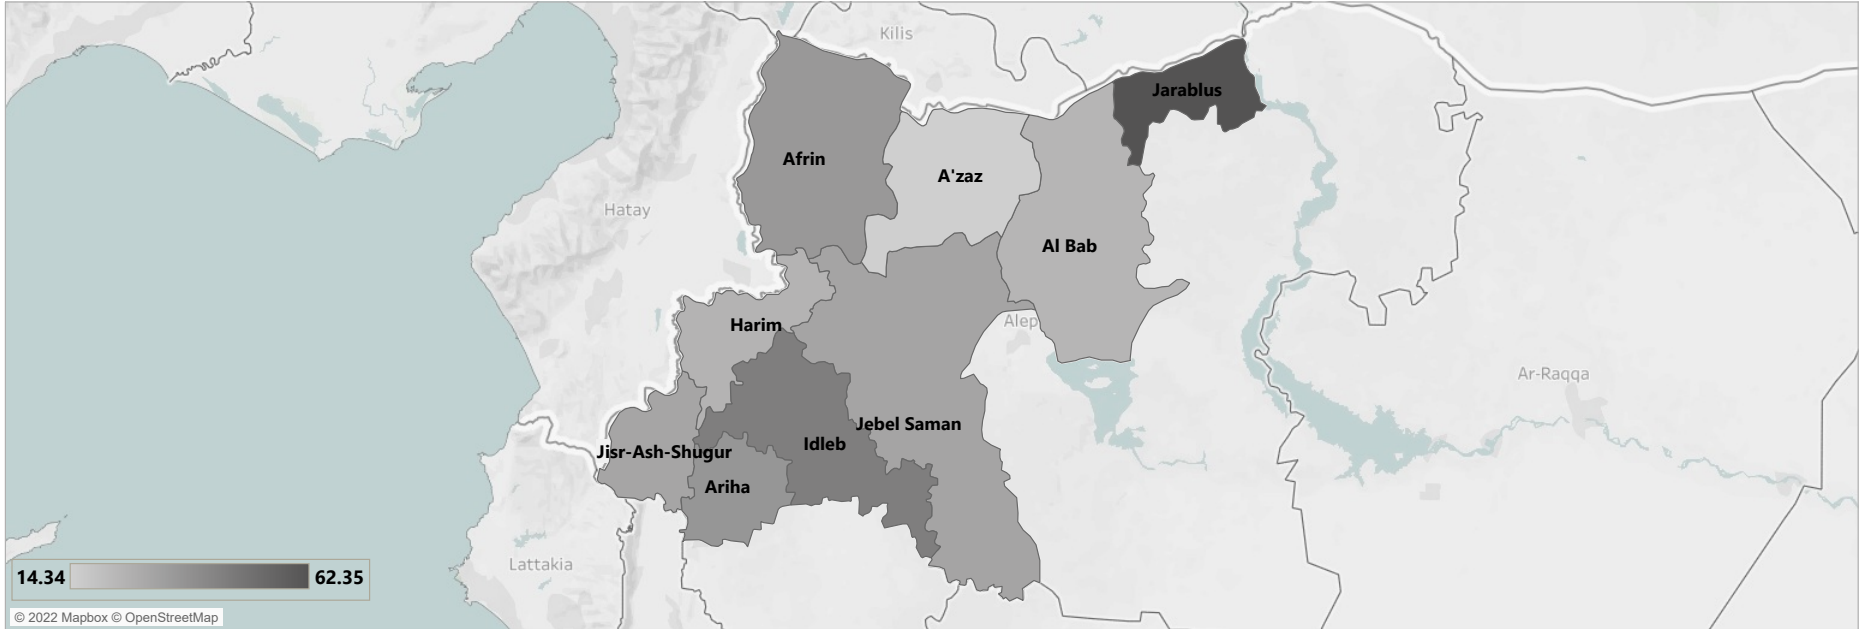 Kilis
Jarablus
Afrin
A'zaz
Hatay
Al Bab
Harim
Alep
Ar-Raqqa
Jebel Saman
Idleb
Jisr-Ash-Shugur
Ariha
Lattakia
14.34
62.35
© 2022 Mapbox © OpenStreetMap